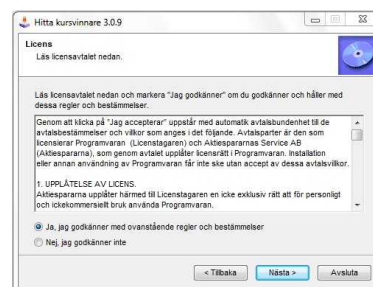 Hitta kursvinnare 3.0.9
Licens
Läs licensavtalet nedan.
Läs licensavtalet nedan och markera "Jag godkänner" om du godkänner och håller med
dessa regler och bestämmelser.
Genom att klicka på "Jag accepterar" uppstår med automatik avtalsbundenhet till de
avtalsbestämmelser och villkor som anges i det följande. Avtalsparter är den som
licensierar Programvaran (Licenstagaren) och Aktiespararnas Service AB
(Aktiespararna), som genom avtalet upplåter licensrätt i Programvaran. Installation
eller annan användning av Programvaran får inte ske utan accept av dessa avtalsvillkor.
1. UPPLÅTELSE AV LICENS.
Aktiespararna upplåter härmed till Licenstagaren en icke exklusiv rätt att för personligt
och ickekommersiellt bruk använda Programvaran.
Ja, jag godkänner med ovanstående regler och bestämmelser
Nej, jag godkänner inte
< Tillbaka
Nästa >
Avsluta